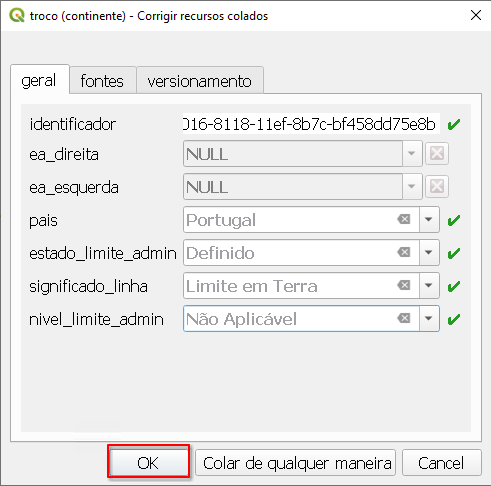 troco (continente) - Corrigir recursos colados
geral fontes versionamento
identificador 016-8118-11ef-8b7c-bf458dd75e8b
ea_direita NULL
ea_esquerda NULL
pais Portugal
estado_limite_admin Definido
significado_linha Limite em Terra
nivel_limite_admin Não Aplicável
OK Colar de qualquer maneira Cancel